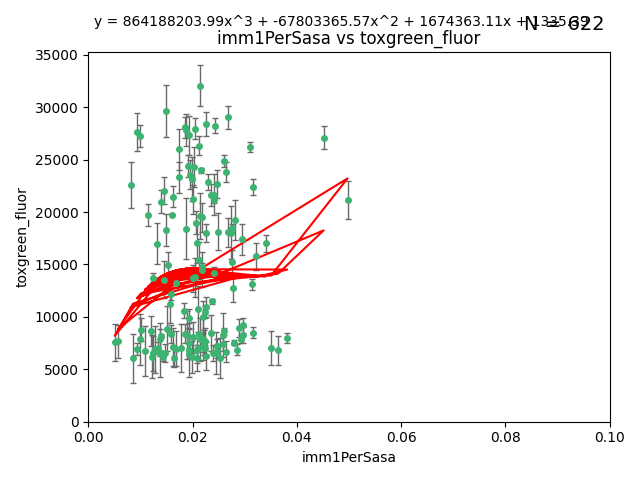 y = 864188203.99x^3 + -67803365.57x^2 + 1674363.11x + 1335.39
N = 622
imm1PerSasa vs toxgreen_fluor
35000
30000
25000
20000
15000
10000
5000
0
toxgreen_fluor
0.00 0.02 0.04 0.06 0.08 0.10
imm1PerSasa